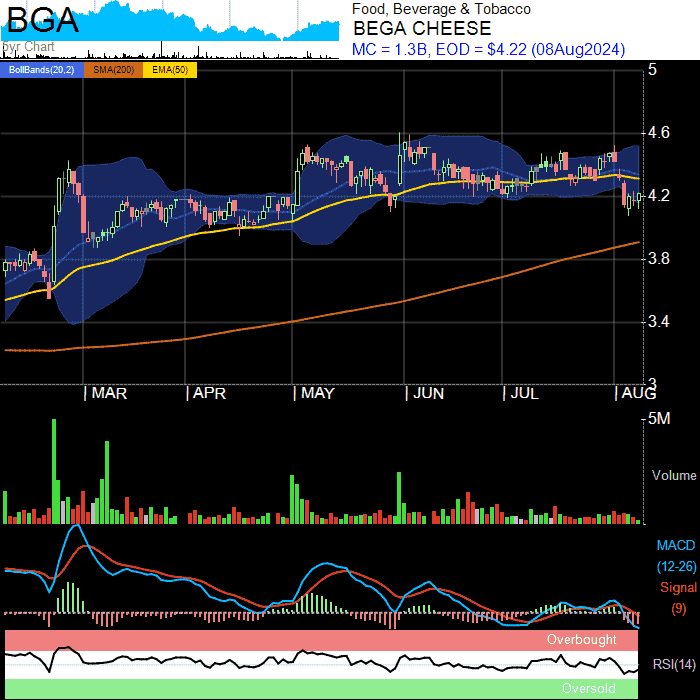 BGA
5yr Chart
Food, Beverage & Tobacco
BEGA CHEESE
MC = 1.3B, EOD = $4.22 (08Aug2024)
BollBands(20,2) SMA(200) EMA(50)
5
4.6
4.2
3.8
3.4
3
MAR APR MAY JUN JUL AUG
5M
Volume
MACD
(12-26)
Signal
(9)
Overbought
RSI(14)
Oversold